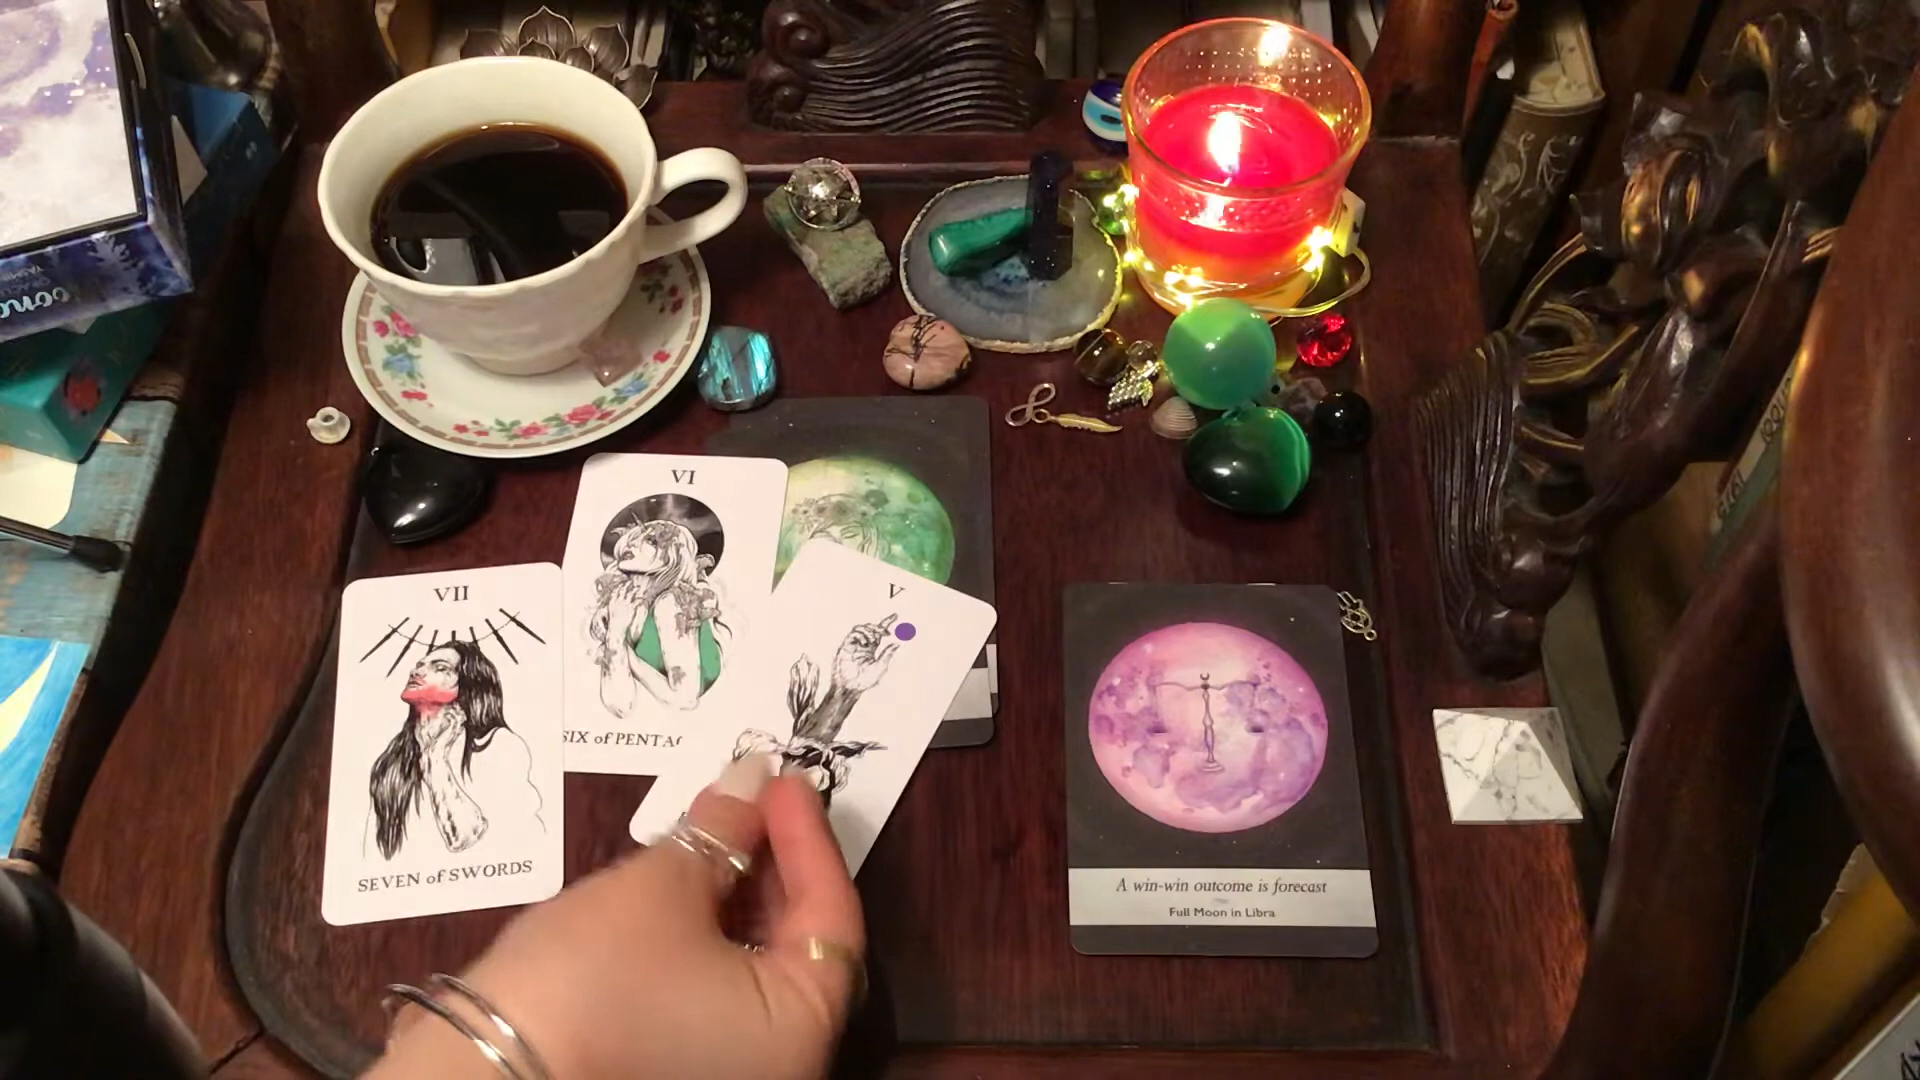 VI
VII
V
SIX of PENTA
SEVEN of SWORDS
A win-win outcome is forecast
Full Moon in Libra